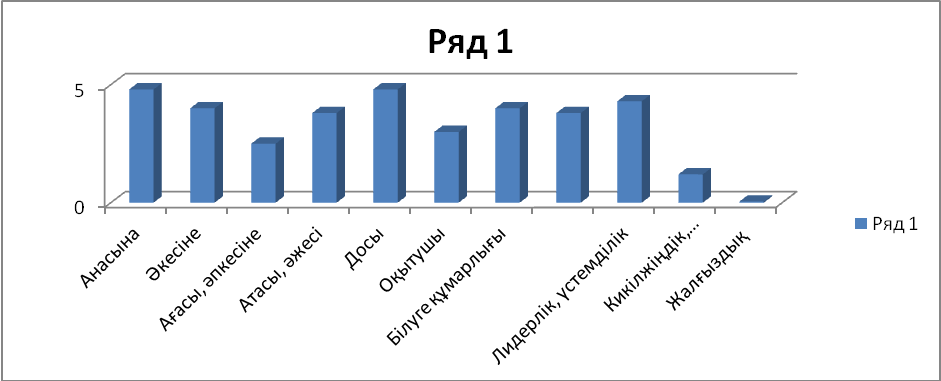 Ряд 1
5
0
Анасына
Әкесіне
Ағасы, әпкесіне
Атасы, әжесі
Досы
Оқытушы
Білуге құмарлығы
Лидерлік, үстемділік
Кикілжіңдік,...
Жалғыздық
Ряд 1